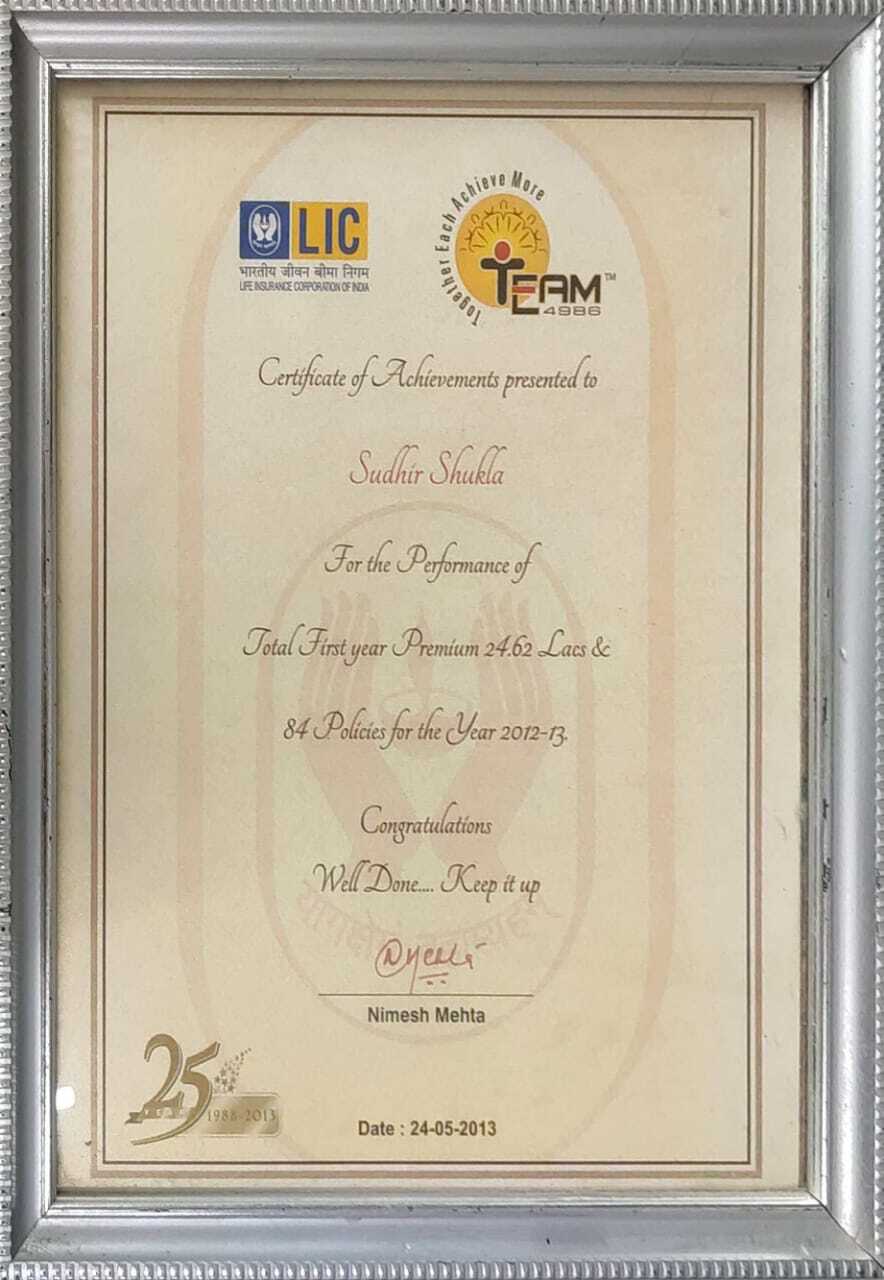 LIC
भारतीय जीवन बीमा निगम
LIFE INSURANCE CORPORATION OF INDIA
Together Each Achieve More
TEAM™
4986
Certificate of Achievements presented to
Sudhir Shukla
For the Performance of
Total First year Premium 24.62 Lacs &
84 Policies for the Year 2012-13.
Congratulations
Well Done.... Keep it up
Nimesh Mehta
25
1988-2013
Date : 24-05-2013